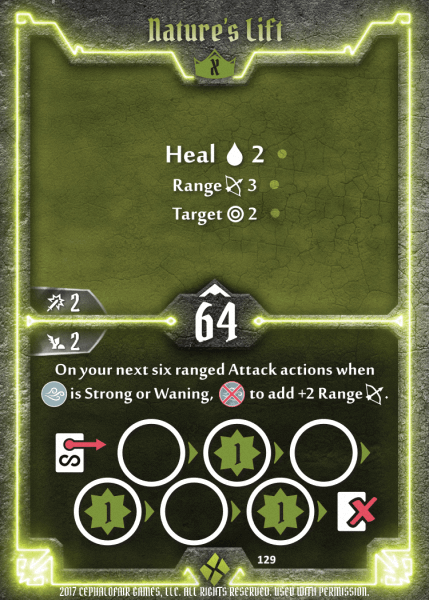 Nature's Lift
X
Heal 2
Range 3
Target 2
2
64
2
On your next six ranged Attack actions when
is Strong or Waning, to add +2 Range .
S
1
1
1
129
2017 CEPHALOFAIR GAMES, LLC. ALL RIGHTS RESERVED. USED WITH PERMISSION.